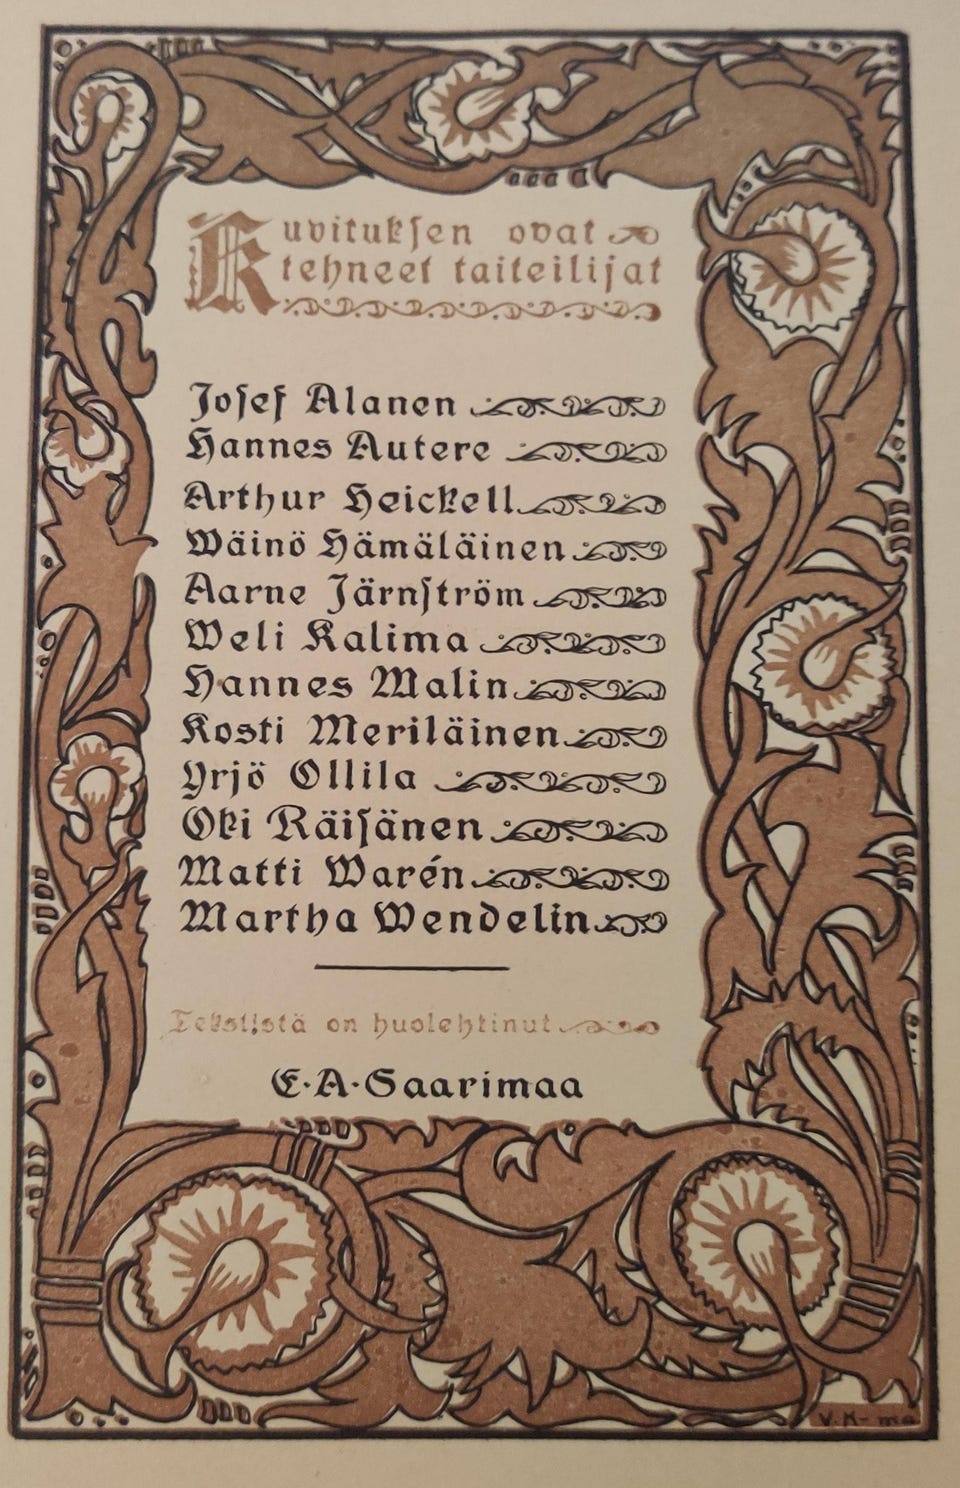 Kuvituksen ovat
tehneet taiteilijat
Josef Alanen
Hannes Autere
Arthur Heickell
Wäinö Hämäläinen
Aarne Järnström
Weli Kalima
Hannes Malin
Kosti Meriläinen
Yrjö Ollila
Oki Räisänen
Matti Warén
Martha Wendelin
Tekstistä on huolehtinut
E·A·Saarimaa
V.K-ma